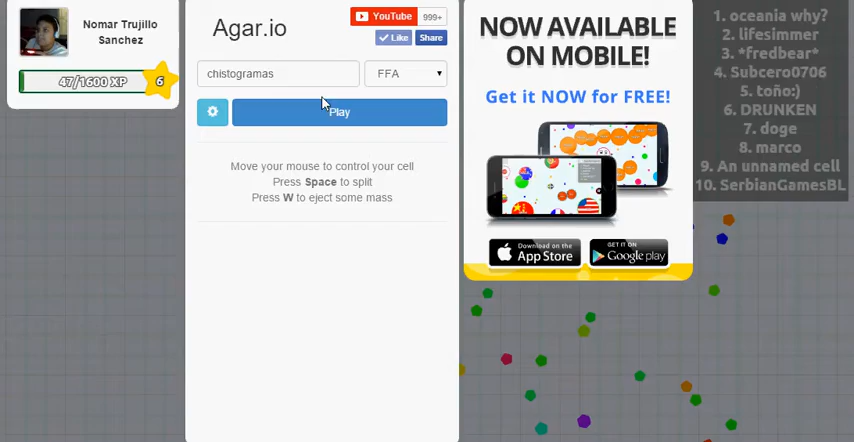 Nomar Trujillo
Sanchez
47/1600 XP
6
Agar.io
YouTube
999+
Like
Share
chistogramas
FFA
Play
Move your mouse to control your cell
Press Space to split
Press W to eject some mass
NOW AVAILABLE
ON MOBILE!
Get it NOW for FREE!
Download on the
App Store
GET IT ON
Google play
1. oceania why?
2. lifesimmer
3. *fredbear*
4. Subcero0706
5. toño:)
6. DRUNKEN
7. doge
8. marco
9. An unnamed cell
10. SerbianGamesBL